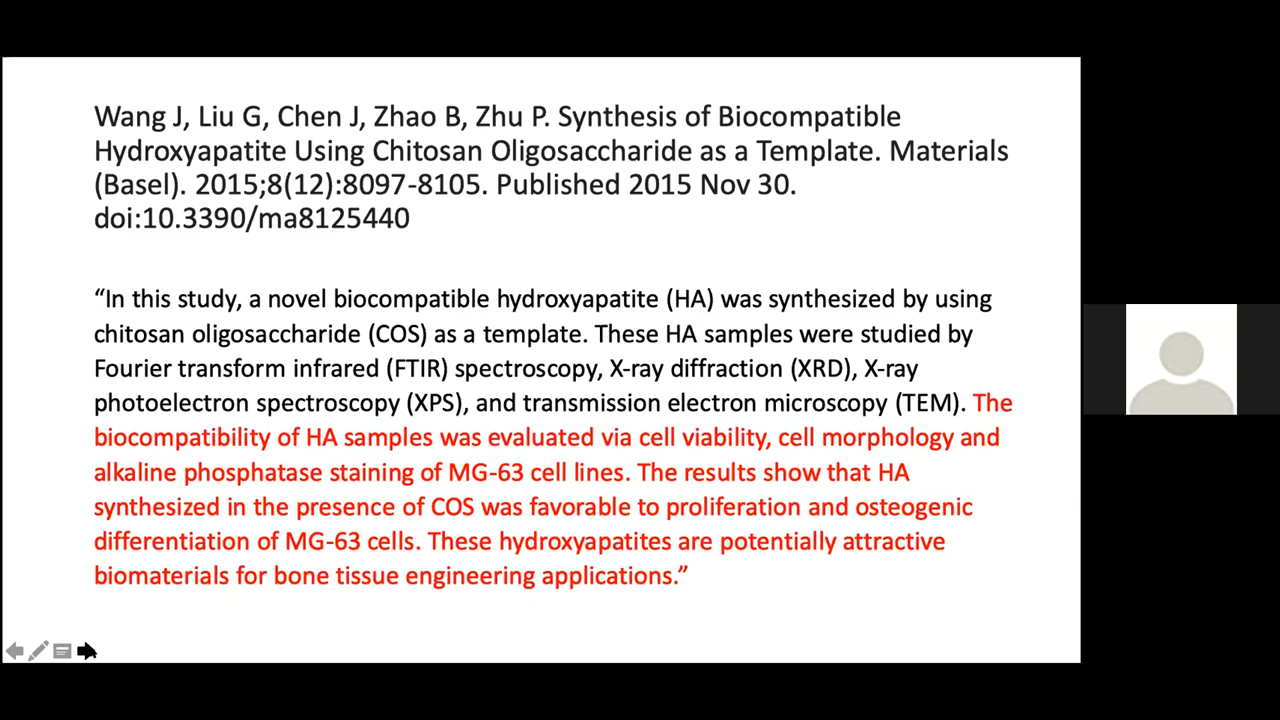 Wang J, Liu G, Chen J, Zhao B, Zhu P. Synthesis of Biocompatible
Hydroxyapatite Using Chitosan Oligosaccharide as a Template. Materials
(Basel). 2015;8(12):8097-8105. Published 2015 Nov 30.
doi:10.3390/ma8125440
“In this study, a novel biocompatible hydroxyapatite (HA) was synthesized by using
chitosan oligosaccharide (COS) as a template. These HA samples were studied by
Fourier transform infrared (FTIR) spectroscopy, X-ray diffraction (XRD), X-ray
photoelectron spectroscopy (XPS), and transmission electron microscopy (TEM). The
biocompatibility of HA samples was evaluated via cell viability, cell morphology and
alkaline phosphatase staining of MG-63 cell lines. The results show that HA
synthesized in the presence of COS was favorable to proliferation and osteogenic
differentiation of MG-63 cells. These hydroxyapatites are potentially attractive
biomaterials for bone tissue engineering applications.”